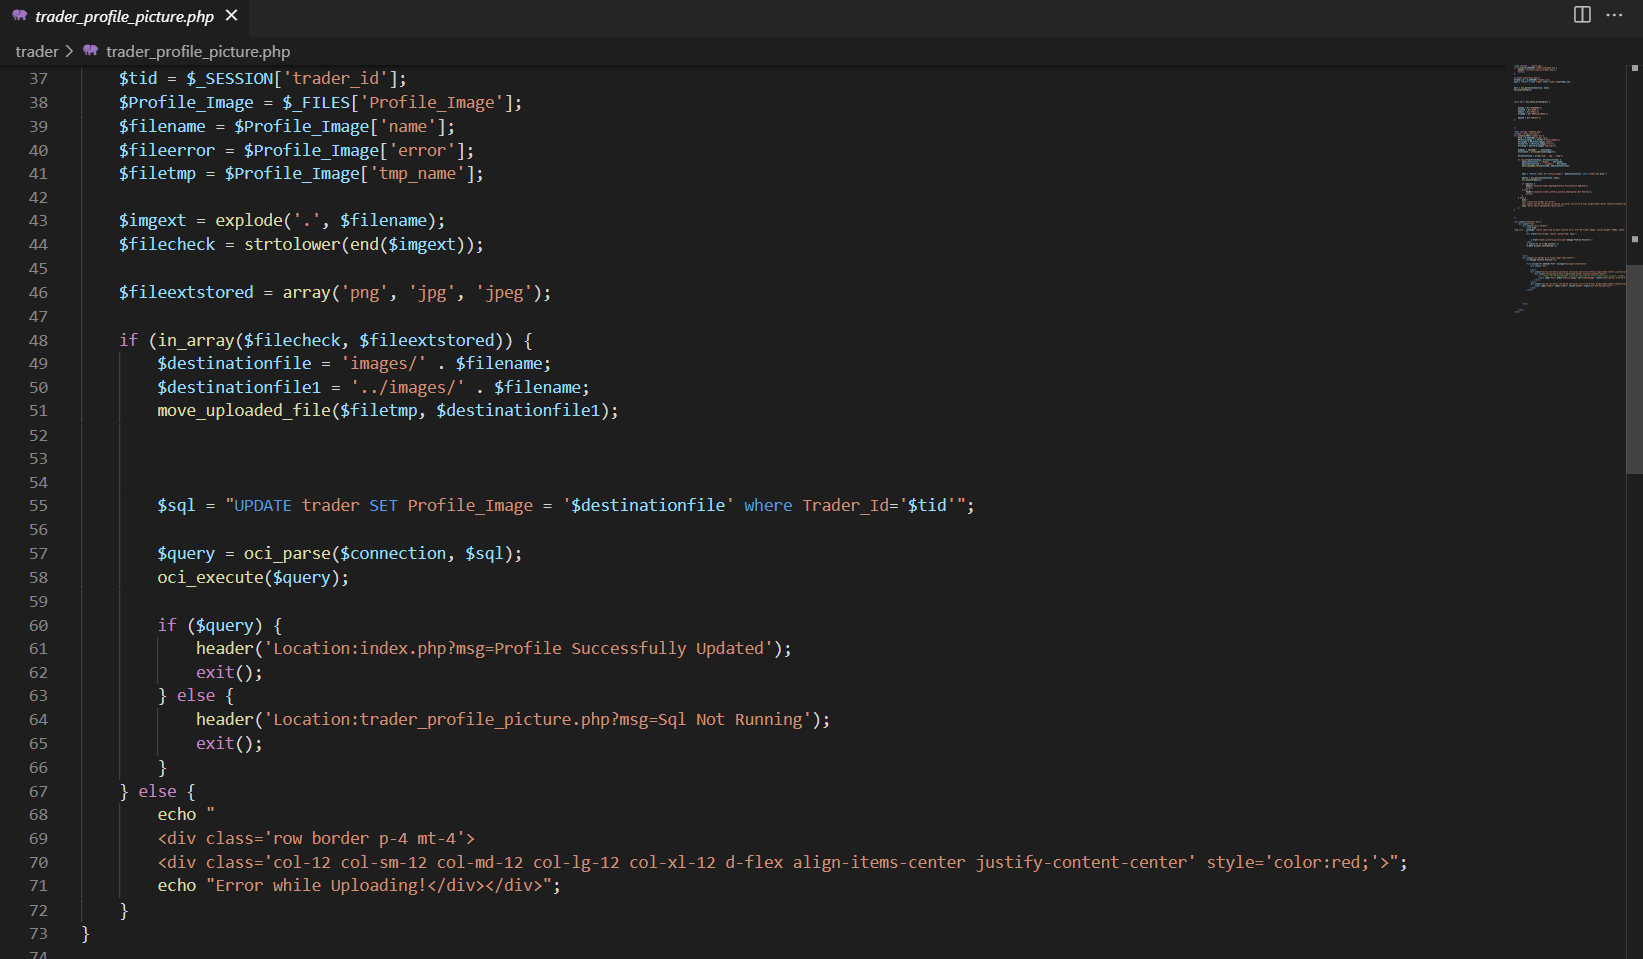 trader_profile_picture.php
trader > trader_profile_picture.php
37 $tid = $_SESSION['trader_id'];
38 $Profile_Image = $_FILES['Profile_Image'];
39 $filename = $Profile_Image['name'];
40 $fileerror = $Profile_Image['error'];
41 $filetmp = $Profile_Image['tmp_name'];
42
43 $imgext = explode('.', $filename);
44 $filecheck = strtolower(end($imgext));
45
46 $fileextstored = array('png', 'jpg', 'jpeg');
47
48 if (in_array($filecheck, $fileextstored)) {
49 $destinationfile = 'images/' . $filename;
50 $destinationfile1 = '../images/' . $filename;
51 move_uploaded_file($filetmp, $destinationfile1);
52
53
54
55 $sql = "UPDATE trader SET Profile_Image = '$destinationfile' where Trader_Id='$tid'";
56
57 $query = oci_parse($connection, $sql);
58 oci_execute($query);
59
60 if ($query) {
61 header('Location:index.php?msg=Profile Successfully Updated');
62 exit();
63 } else {
64 header('Location:trader_profile_picture.php?msg=Sql Not Running');
65 exit();
66 }
67 } else {
68 echo "
69 <div class='row border p-4 mt-4'>
70 <div class='col-12 col-sm-12 col-md-12 col-lg-12 col-xl-12 d-flex align-items-center justify-content-center' style='color:red;'>";
71 echo "Error while Uploading!</div></div>";
72 }
73 }
74